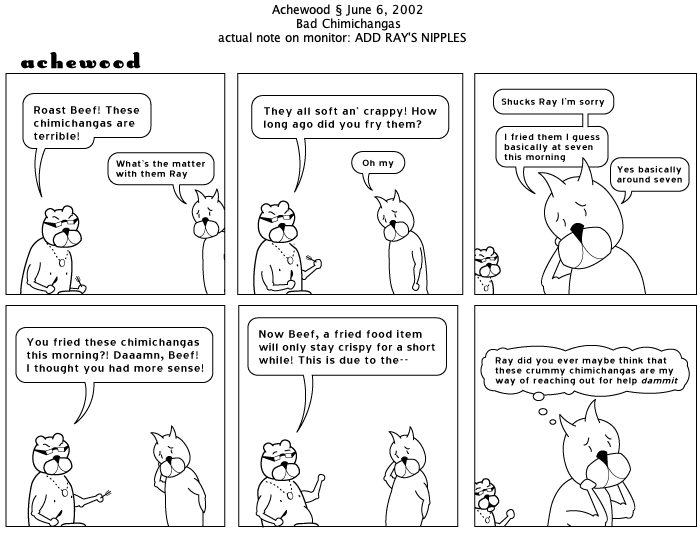 Achewood § June 6, 2002
Bad Chimichangas
actual note on monitor: ADD RAY'S NIPPLES
achewood
Roast Beef! These
chimichangas are
terrible!
What's the matter
with them Ray
They all soft an' crappy! How
long ago did you fry them?
Oh my
Shucks Ray I'm sorry
I fried them I guess
basically at seven
this morning
Yes basically
around seven
You fried these chimichangas
this morning?! Daaamn, Beef!
I thought you had more sense!
Now Beef, a fried food item
will only stay crispy for a short
while! This is due to the--
Ray did you ever maybe think that
these crummy chimichangas are my
way of reaching out for help dammit